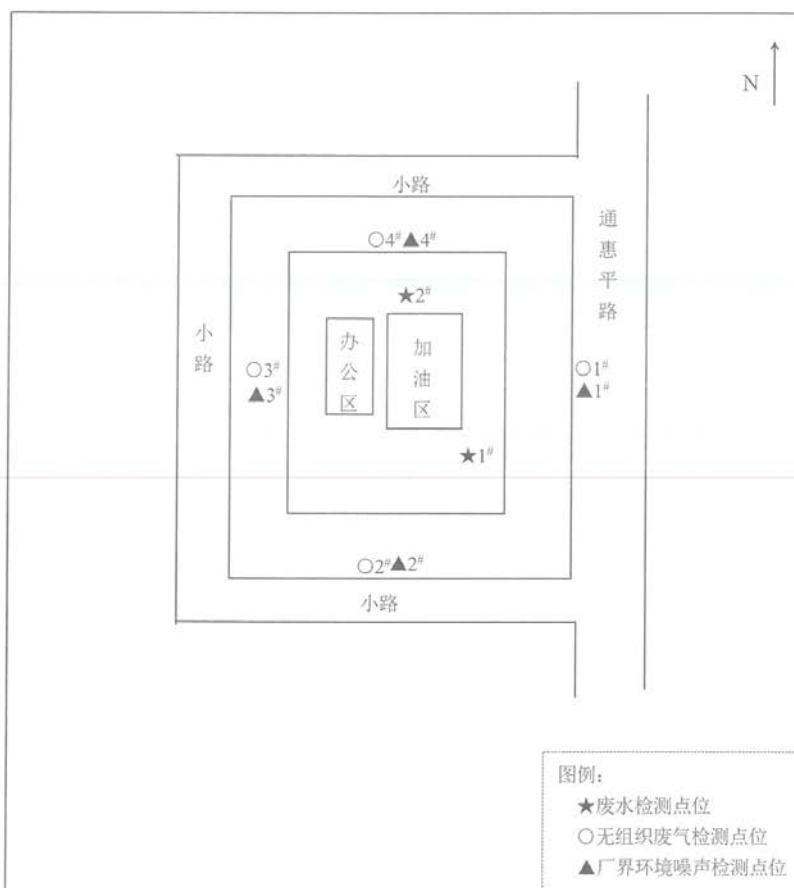 N
小路
通惠平路
○4#▲4#
★2#
小路
办公区
加油区
○3#
▲3#
○1#
▲1#
★1#
○2#▲2#
小路
图例：
★废水检测点位
○无组织废气检测点位
▲厂界环境噪声检测点位